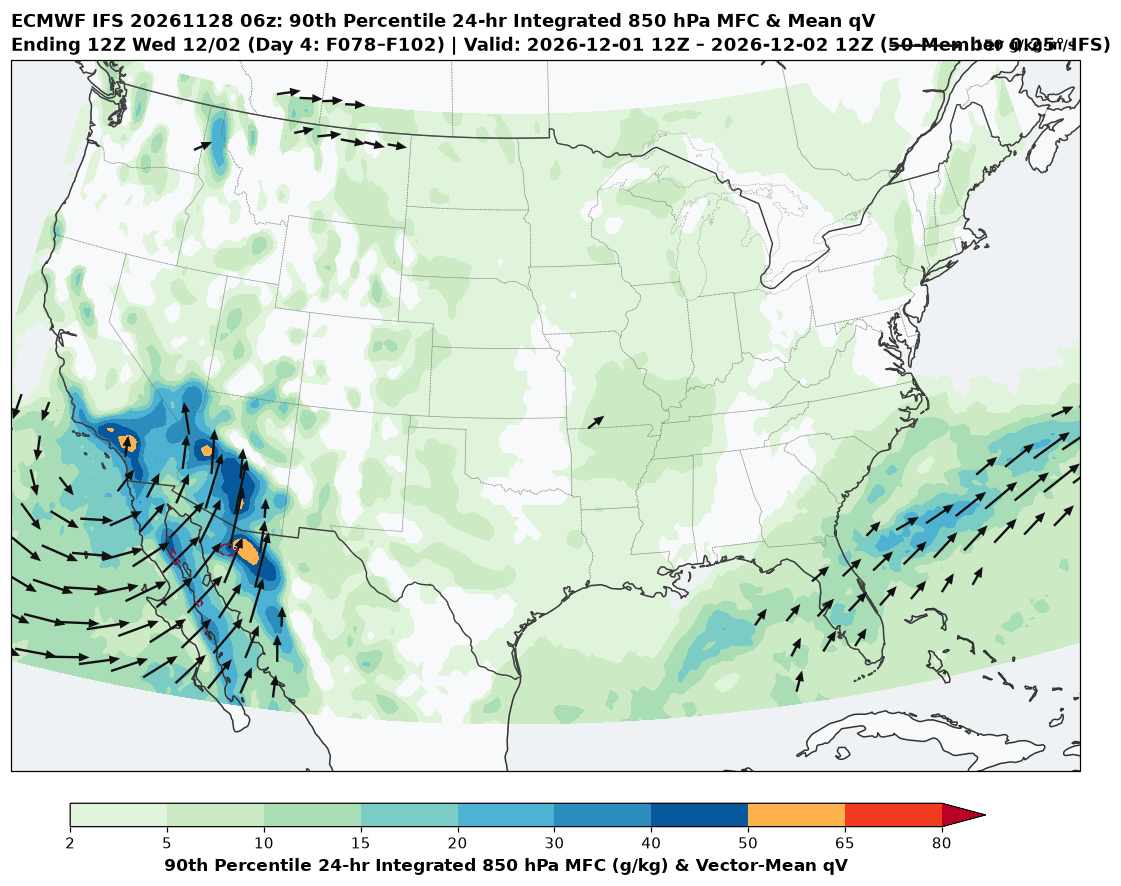 ECMWF IFS 20261128 06z: 90th Percentile 24-hr Integrated 850 hPa MFC & Mean qV
Ending 12Z Wed 12/02 (Day 4: F078–F102) | Valid: 2026-12-01 12Z – 2026-12-02 12Z (50-Member 0.25° IFS)
2 5 10 15 20 30 40 50 65 80
90th Percentile 24-hr Integrated 850 hPa MFC (g/kg) & Vector-Mean qV